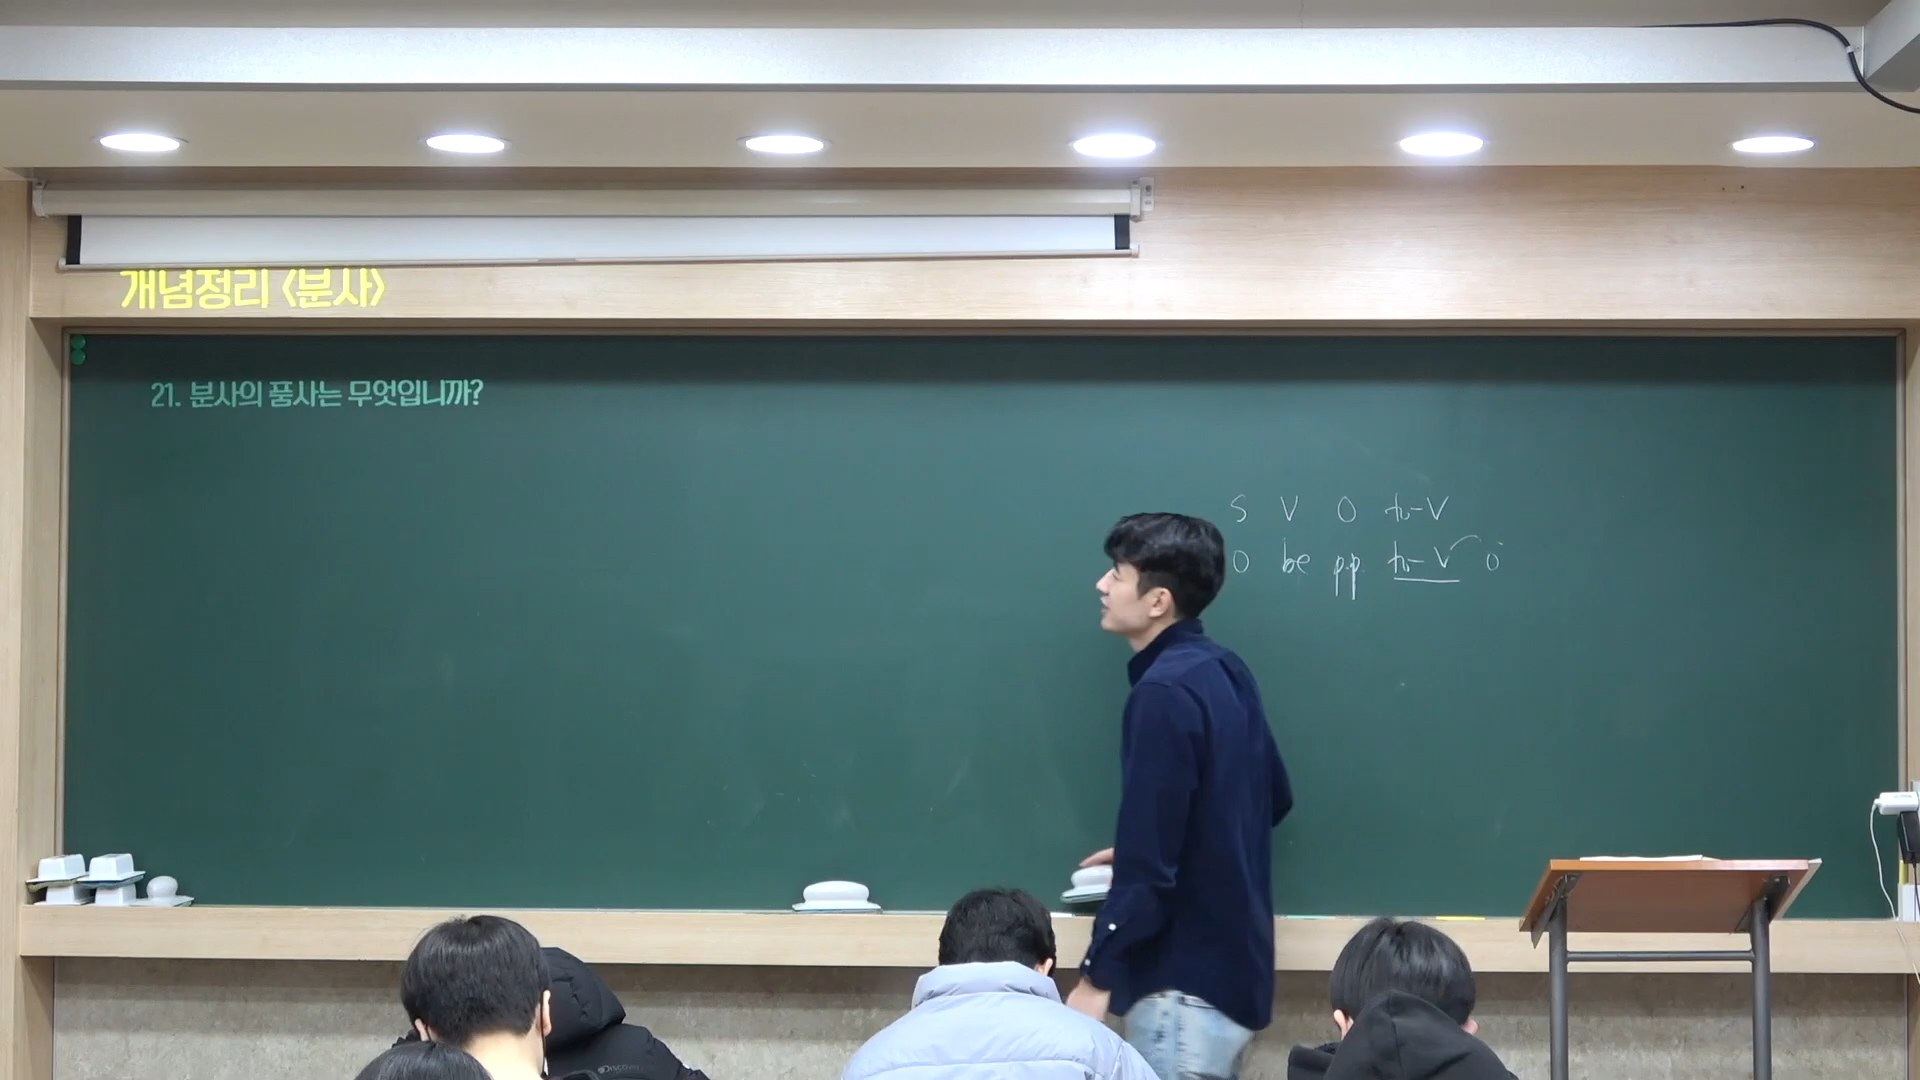 개념정리 <분사>
21. 분사의 품사는 무엇입니까?
S V O to-V
O be p.p. to-V O